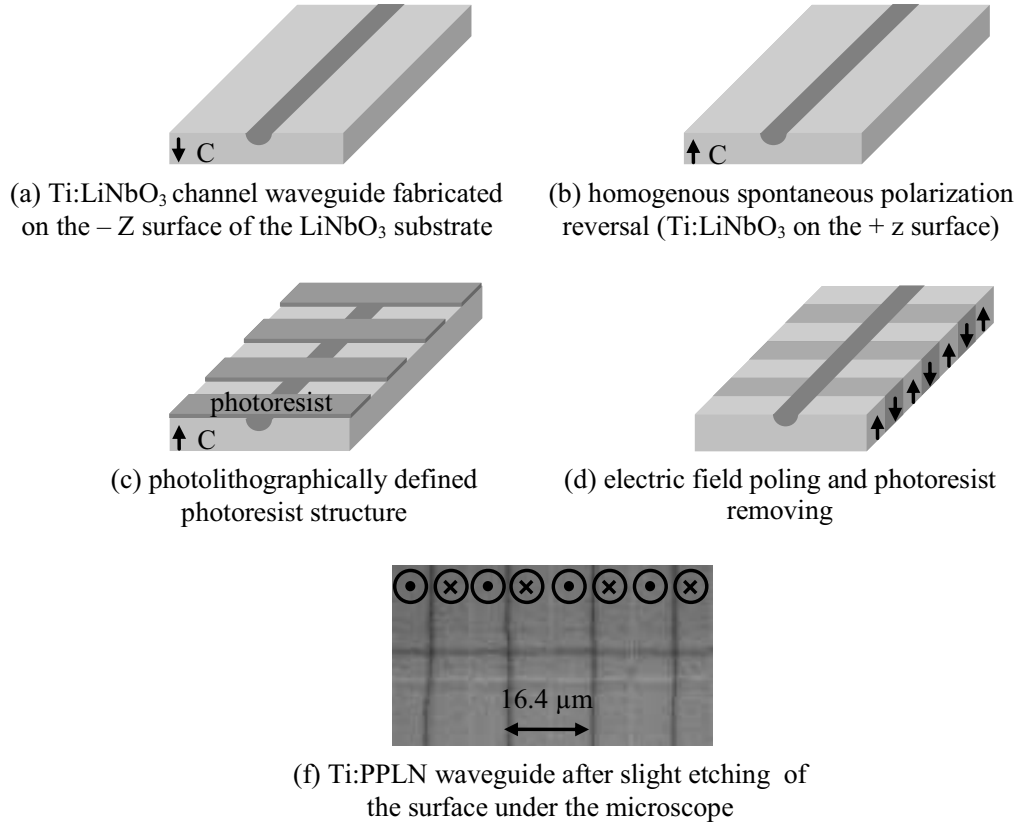 C
C
(a) Ti:LiNbO₃ channel waveguide fabricated
on the – Z surface of the LiNbO₃ substrate
(b) homogenous spontaneous polarization
reversal (Ti:LiNbO₃ on the + z surface)
photoresist
C
(c) photolithographically defined
photoresist structure
(d) electric field poling and photoresist
removing
16.4 µm
(f) Ti:PPLN waveguide after slight etching of
the surface under the microscope